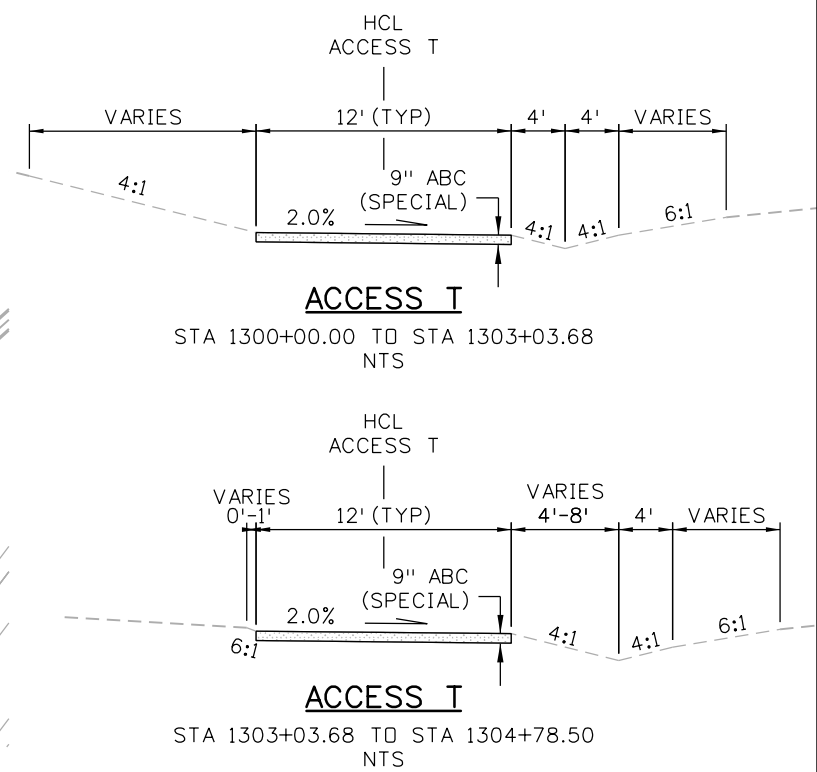 HCL
ACCESS T
VARIES 12' (TYP) 4' 4' VARIES
9" ABC
(SPECIAL)
4:1 2.0% 4:1 4:1 6:1
ACCESS T
STA 1300+00.00 TO STA 1303+03.68
NTS
HCL
ACCESS T
VARIES VARIES
0'-1' 12' (TYP) 4'-8' 4' VARIES
9" ABC
(SPECIAL)
6:1 2.0% 4:1 4:1 6:1
ACCESS T
STA 1303+03.68 TO STA 1304+78.50
NTS